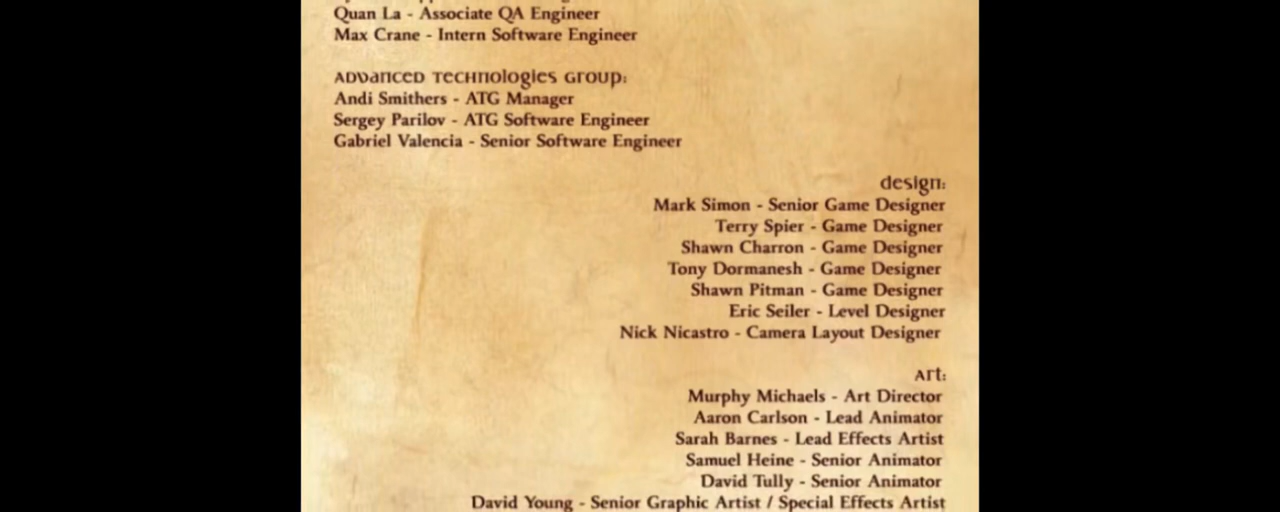 Quan La - Associate QA Engineer
Max Crane - Intern Software Engineer
Advanced Technologies Group:
Andi Smithers - ATG Manager
Sergey Parilov - ATG Software Engineer
Gabriel Valencia - Senior Software Engineer
design:
Mark Simon - Senior Game Designer
Terry Spier - Game Designer
Shawn Charron - Game Designer
Tony Dormanesh - Game Designer
Shawn Pitman - Game Designer
Eric Seiler - Level Designer
Nick Nicastro - Camera Layout Designer
Art:
Murphy Michaels - Art Director
Aaron Carlson - Lead Animator
Sarah Barnes - Lead Effects Artist
Samuel Heine - Senior Animator
David Tully - Senior Animator
David Young - Senior Graphic Artist / Special Effects Artist